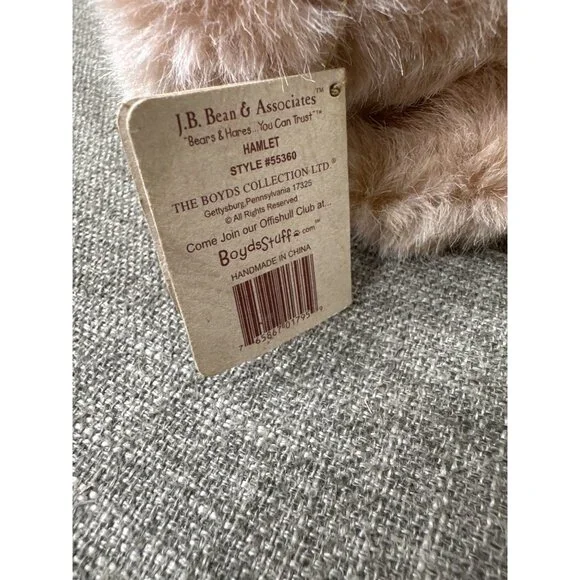 J.B. Bean & Associates™
"Bears & Hares...You Can Trust"™
HAMLET
STYLE #55360
THE BOYDS COLLECTION LTD.®
Gettysburg, Pennsylvania 17325
© All Rights Reserved
Come Join our Offishull Club at...
BoydsStuff.com™
HANDMADE IN CHINA